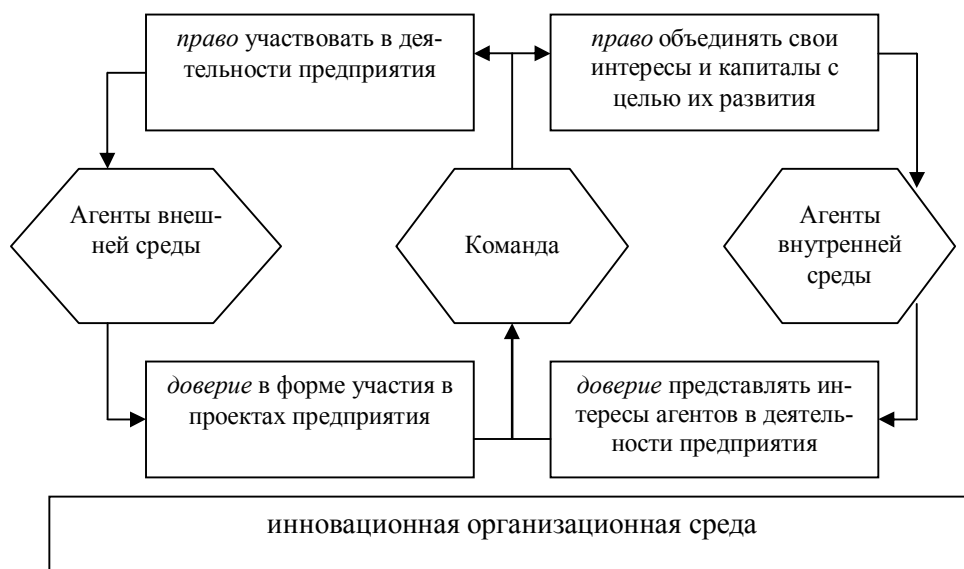 право участвовать в дея-
тельности предприятия
право объединять свои
интересы и капиталы с
целью их развития
Агенты внеш-
ней среды
Команда
Агенты
внутренней
среды
доверие в форме участия в
проектах предприятия
доверие представлять ин-
тересы агентов в деятель-
ности предприятия
инновационная организационная среда